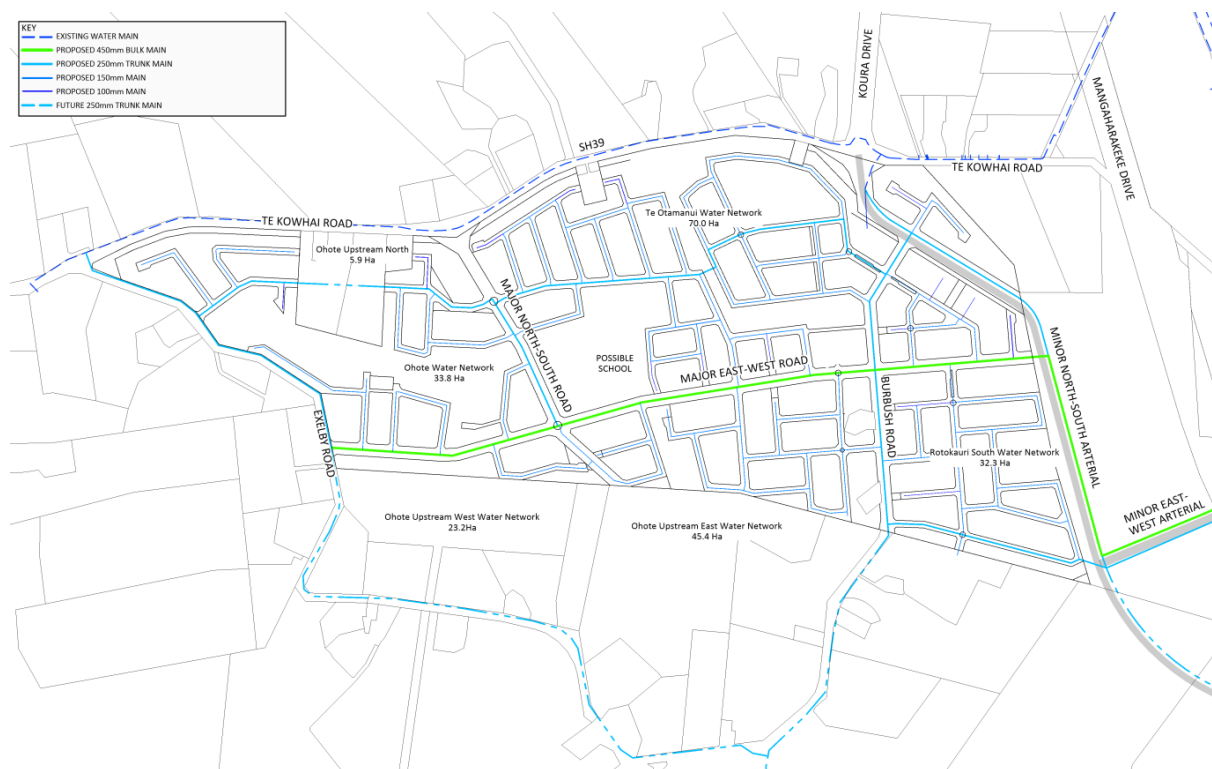 KEY
EXISTING WATER MAIN
PROPOSED 450mm BULK MAIN
PROPOSED 250mm TRUNK MAIN
PROPOSED 150mm MAIN
PROPOSED 100mm MAIN
FUTURE 250mm TRUNK MAIN
KOURA DRIVE
MANGAHARAKEKE DRIVE
SH39
TE KOWHAI ROAD
TE KOWHAI ROAD
Te Otamanui Water Network
70.0 Ha
Ohote Upstream North
5.9 Ha
MAJOR NORTH-SOUTH ROAD
POSSIBLE
SCHOOL
MAJOR EAST-WEST ROAD
Ohote Water Network
33.8 Ha
MINOR NORTH-SOUTH ARTERIAL
BURBUSH ROAD
EXELBY ROAD
Rotokauri South Water Network
32.3 Ha
MINOR EAST-
WEST ARTERIAL
Ohote Upstream West Water Network
23.2Ha
Ohote Upstream East Water Network
45.4 Ha